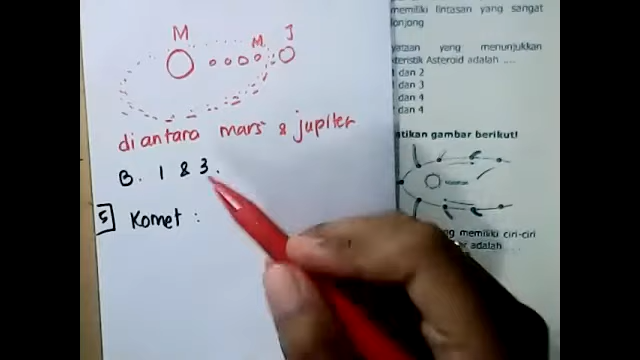 M
M
J
diantara mars & jupiter
B. 1 & 3.
5 Komet :
memiliki lintasan yang sangat
lonjong
yataan yang menunjukkan
Asteroid adalah ....
dan 2
dan 3
dan 4
dan 4
atikan gambar berikut!
memiliki ciri-ciri
adalah